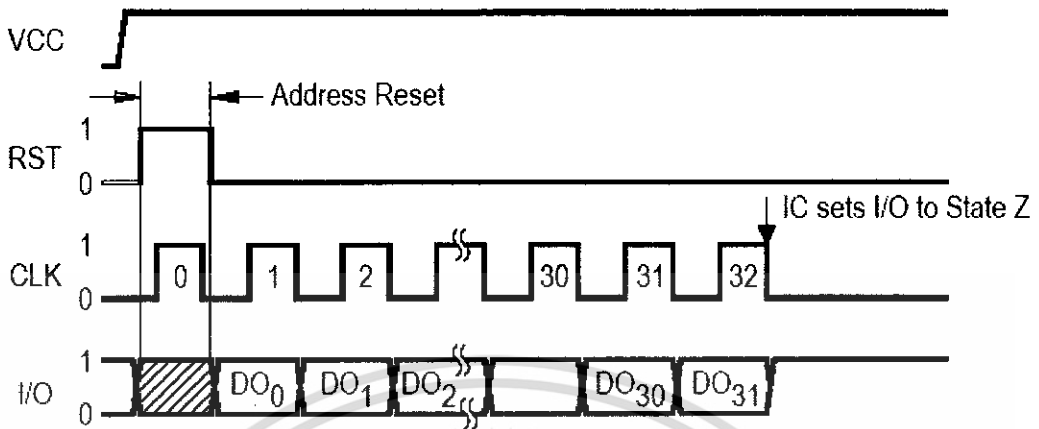 VCC
Address Reset
1
RST
0
IC sets I/O to State Z
1
CLK 0 1 2 30 31 32
0
1
I/O DO0 DO1 DO2 DO30 DO31
0